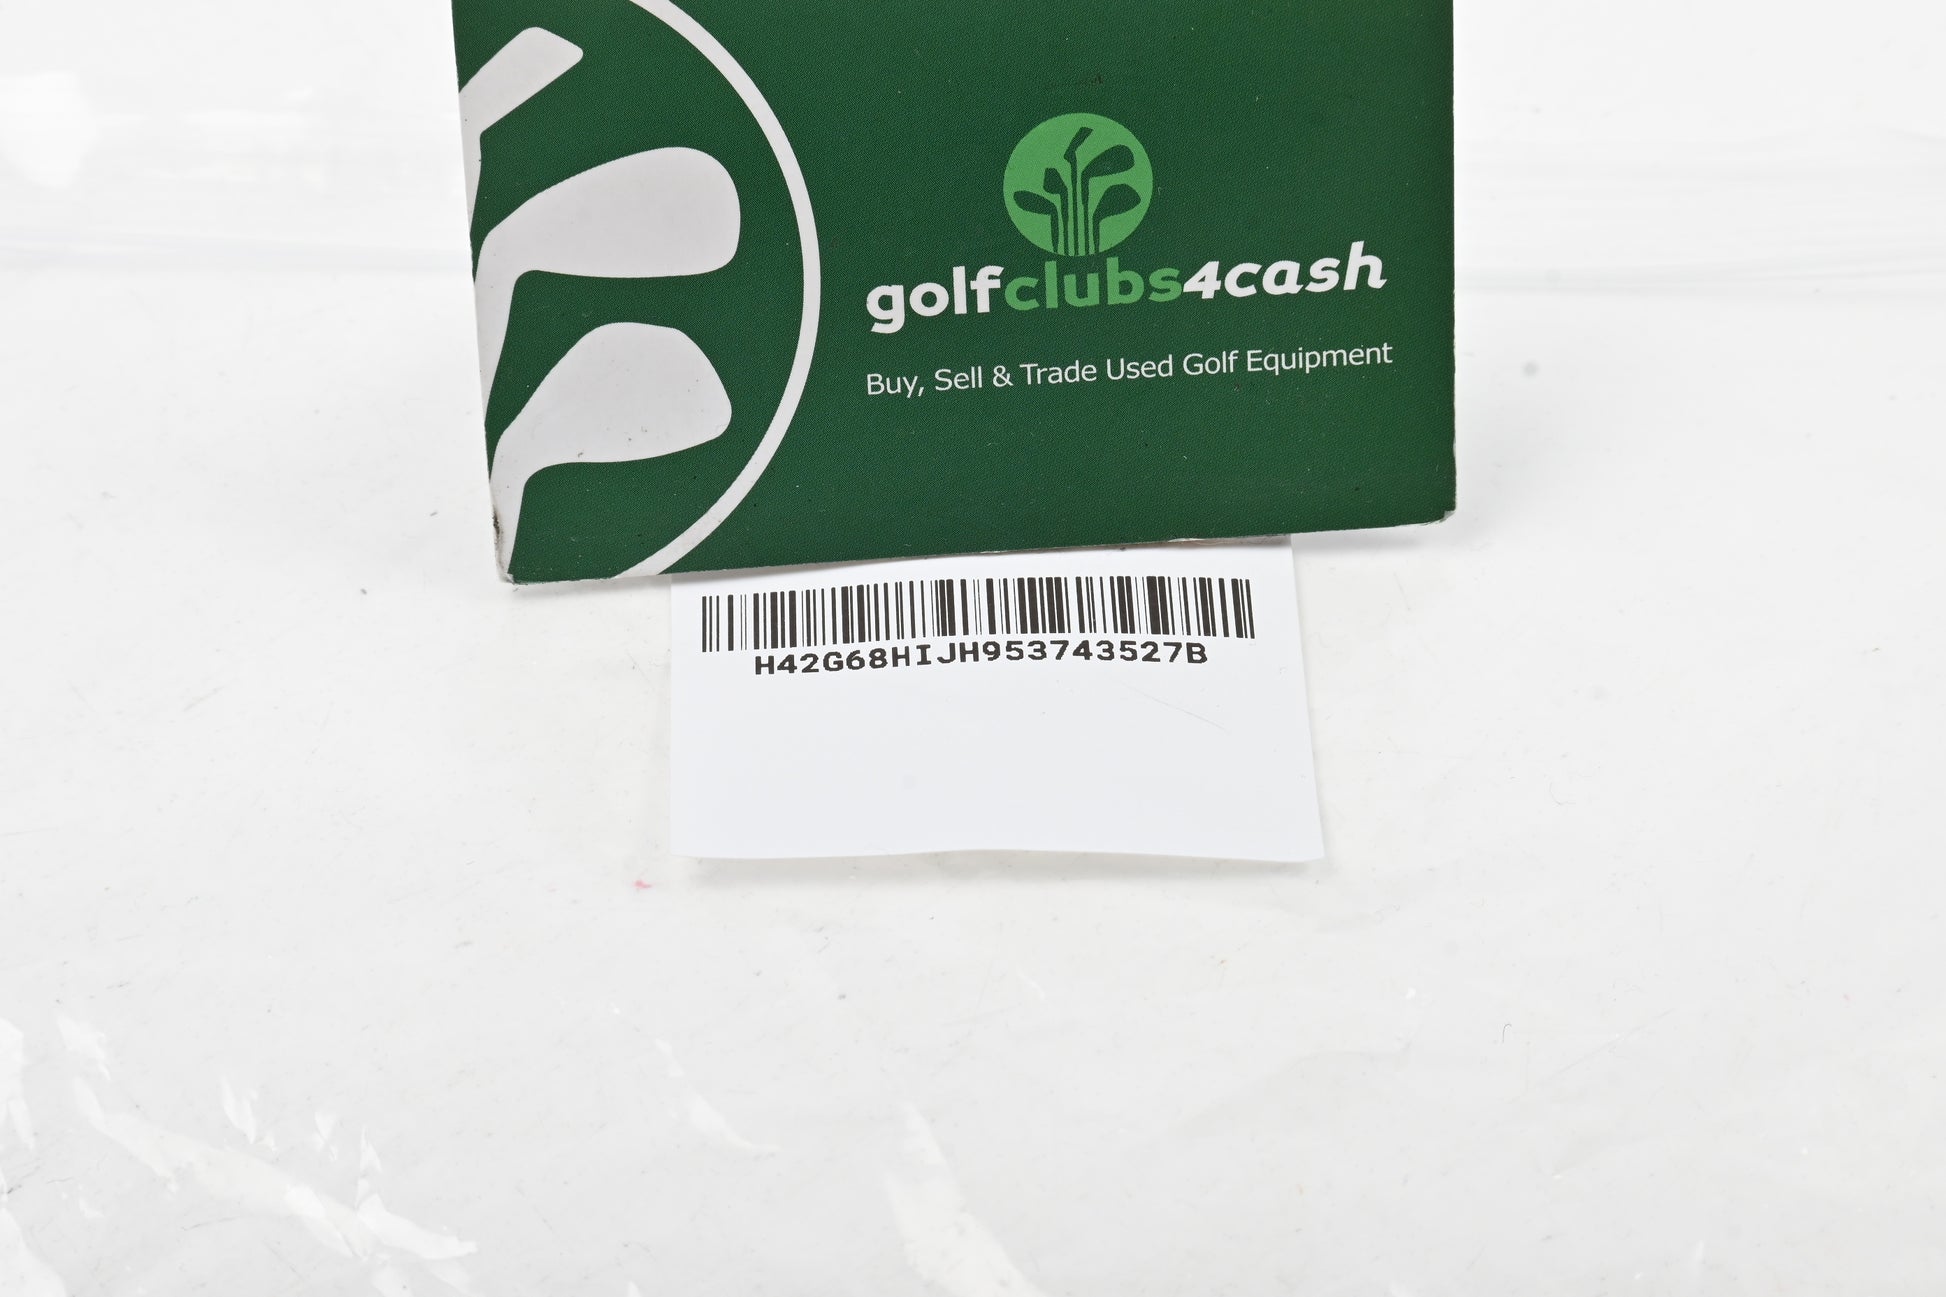 golfclubs4cash
Buy, Sell & Trade Used Golf Equipment
H42G68HIJH953743527B